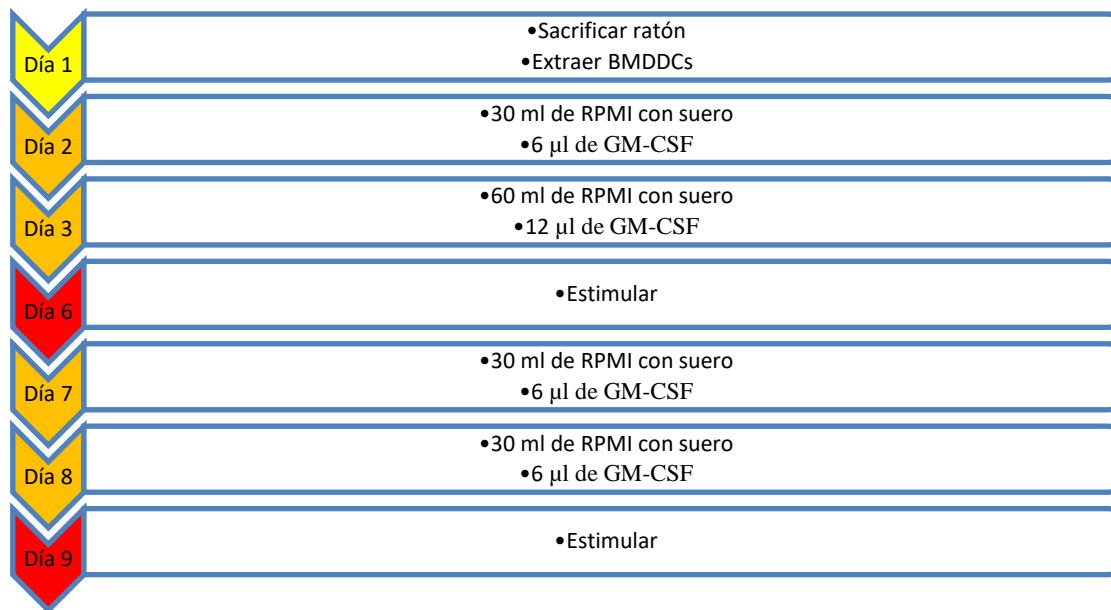 Día 1
•Sacrificar ratón
•Extraer BMDDCs
Día 2
•30 ml de RPMI con suero
•6 µl de GM-CSF
Día 3
•60 ml de RPMI con suero
•12 µl de GM-CSF
Día 6
•Estimular
Día 7
•30 ml de RPMI con suero
•6 µl de GM-CSF
Día 8
•30 ml de RPMI con suero
•6 µl de GM-CSF
Día 9
•Estimular